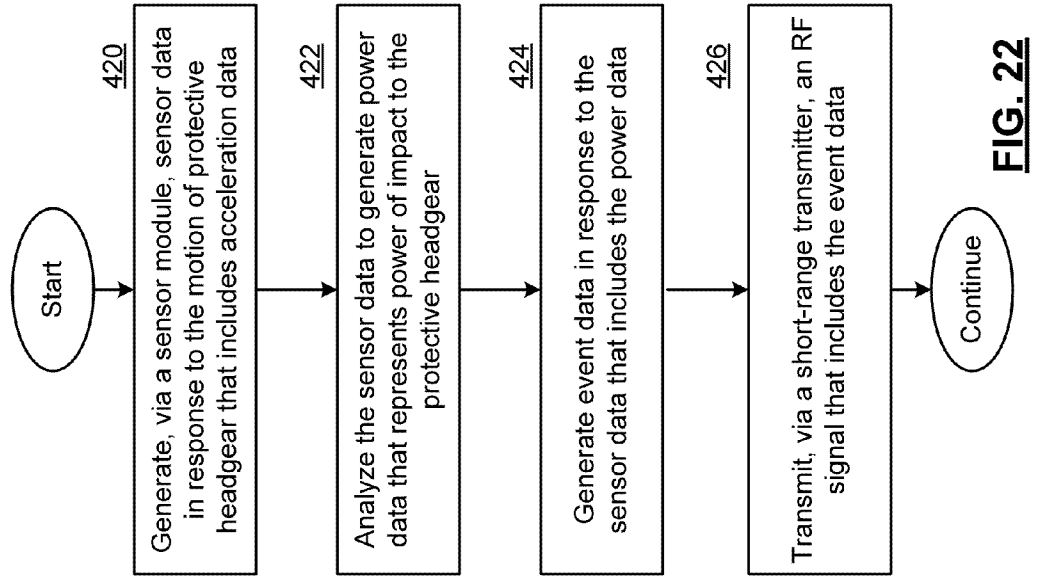 Start
420
Generate, via a sensor module, sensor data
in response to the motion of protective
headgear that includes acceleration data
422
Analyze the sensor data to generate power
data that represents power of impact to the
protective headgear
424
Generate event data in response to the
sensor data that includes the power data
426
Transmit, via a short-range transmitter, an RF
signal that includes the event data
Continue
FIG. 22